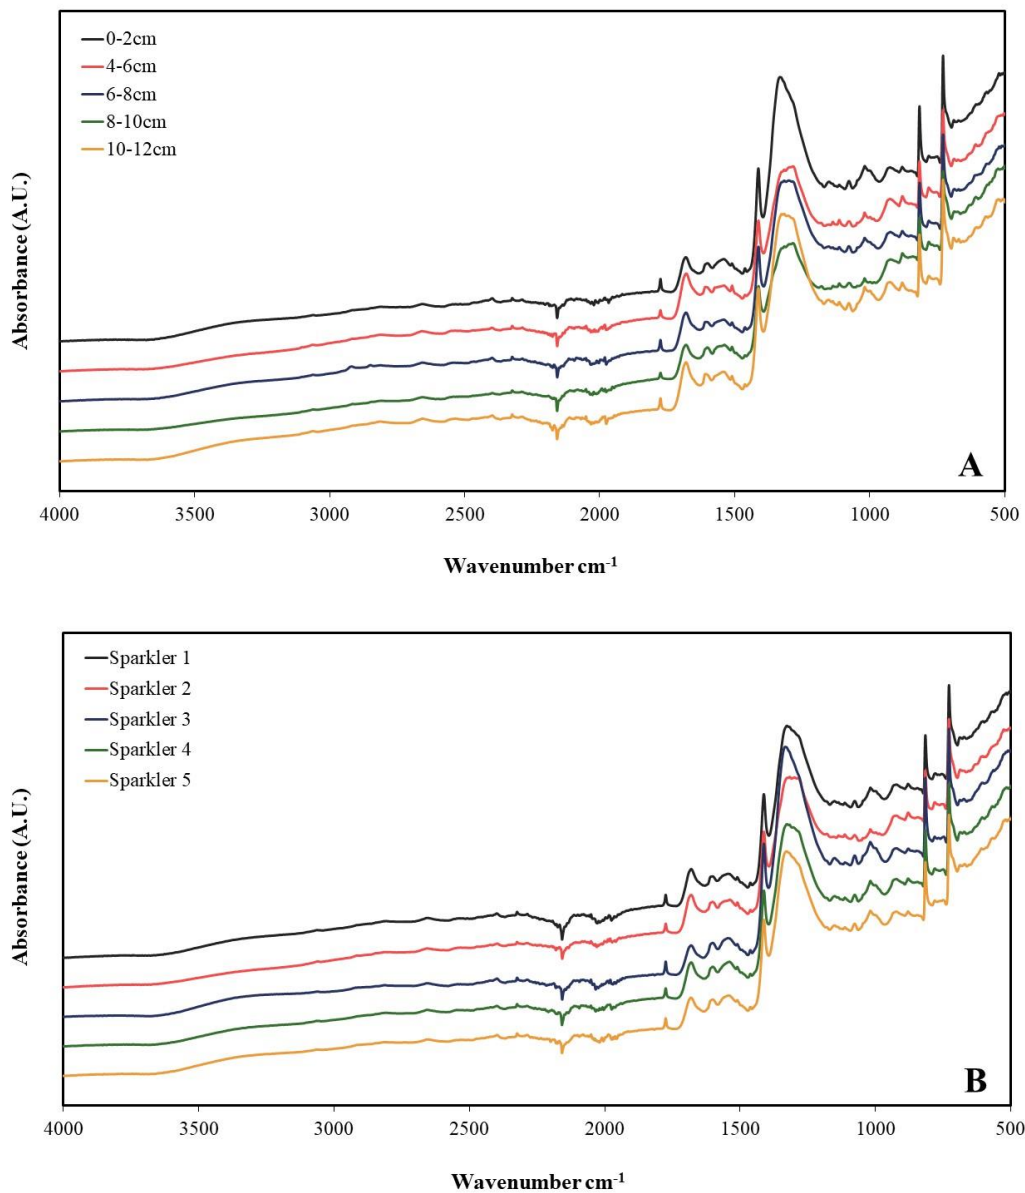 0-2cm
4-6cm
6-8cm
8-10cm
10-12cm
Absorbance (A.U.)
A
4000 3500 3000 2500 2000 1500 1000 500
Wavenumber cm⁻¹
Sparkler 1
Sparkler 2
Sparkler 3
Sparkler 4
Sparkler 5
Absorbance (A.U.)
B
4000 3500 3000 2500 2000 1500 1000 500
Wavenumber cm⁻¹